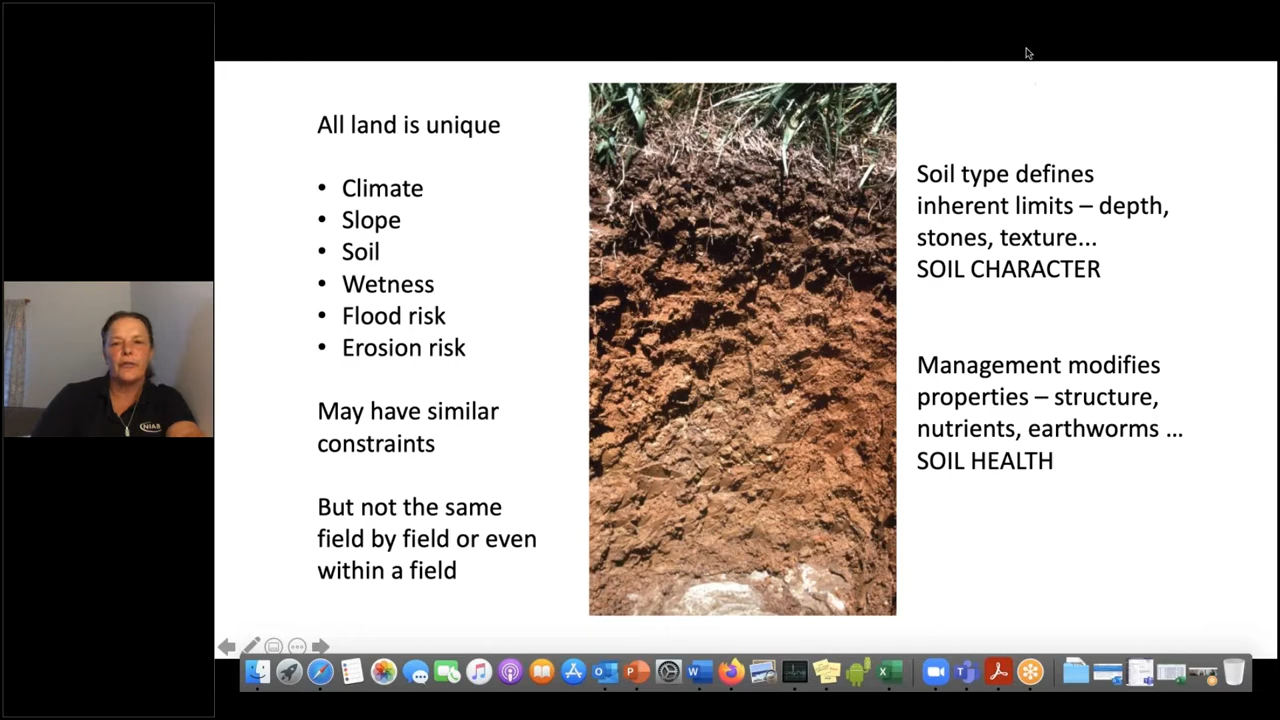 All land is unique
• Climate
• Slope
• Soil
• Wetness
• Flood risk
• Erosion risk
May have similar
constraints
But not the same
field by field or even
within a field
Soil type defines
inherent limits – depth,
stones, texture...
SOIL CHARACTER
Management modifies
properties – structure,
nutrients, earthworms ...
SOIL HEALTH
NIAB